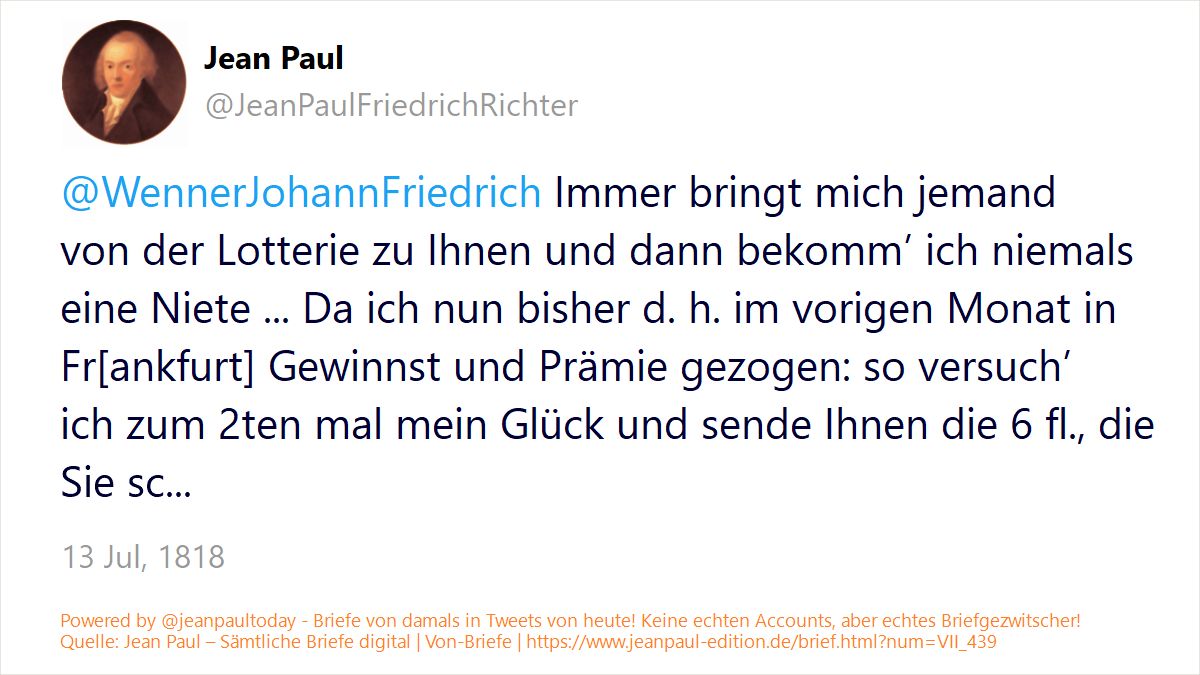 Jean Paul
@JeanPaulFriedrichRichter
@WennerJohannFriedrich Immer bringt mich jemand
von der Lotterie zu Ihnen und dann bekomm’ ich niemals
eine Niete ... Da ich nun bisher d. h. im vorigen Monat in
Fr[ankfurt] Gewinnst und Prämie gezogen: so versuch’
ich zum 2ten mal mein Glück und sende Ihnen die 6 fl., die
Sie sc...
13 Jul, 1818
Powered by @jeanpaultoday - Briefe von damals in Tweets von heute! Keine echten Accounts, aber echtes Briefgezwitscher!
Quelle: Jean Paul – Sämtliche Briefe digital | Von-Briefe | https://www.jeanpaul-edition.de/brief.html?num=VII_439